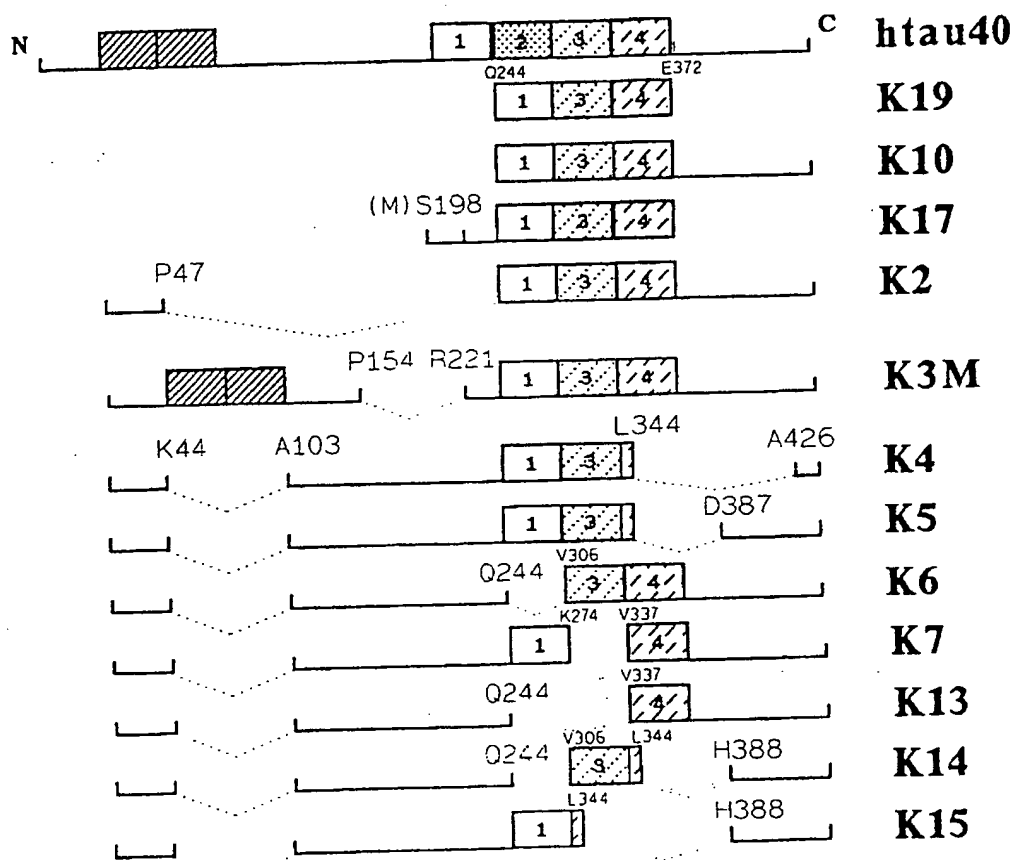 N 1 2 3 4 C htau40
Q244 E372
1 3 4 K19
1 3 4 K10
(M)S198 1 3 4 K17
P47 1 3 4 K2
P154 R221 1 3 4 K3M
K44 A103 1 3 L344 A426 K4
1 3 D387 K5
Q244 V306 3 4 K6
1 K274 V337 4 K7
Q244 V337 4 K13
Q244 V306 3 L344 H388 K14
1 L344 H388 K15